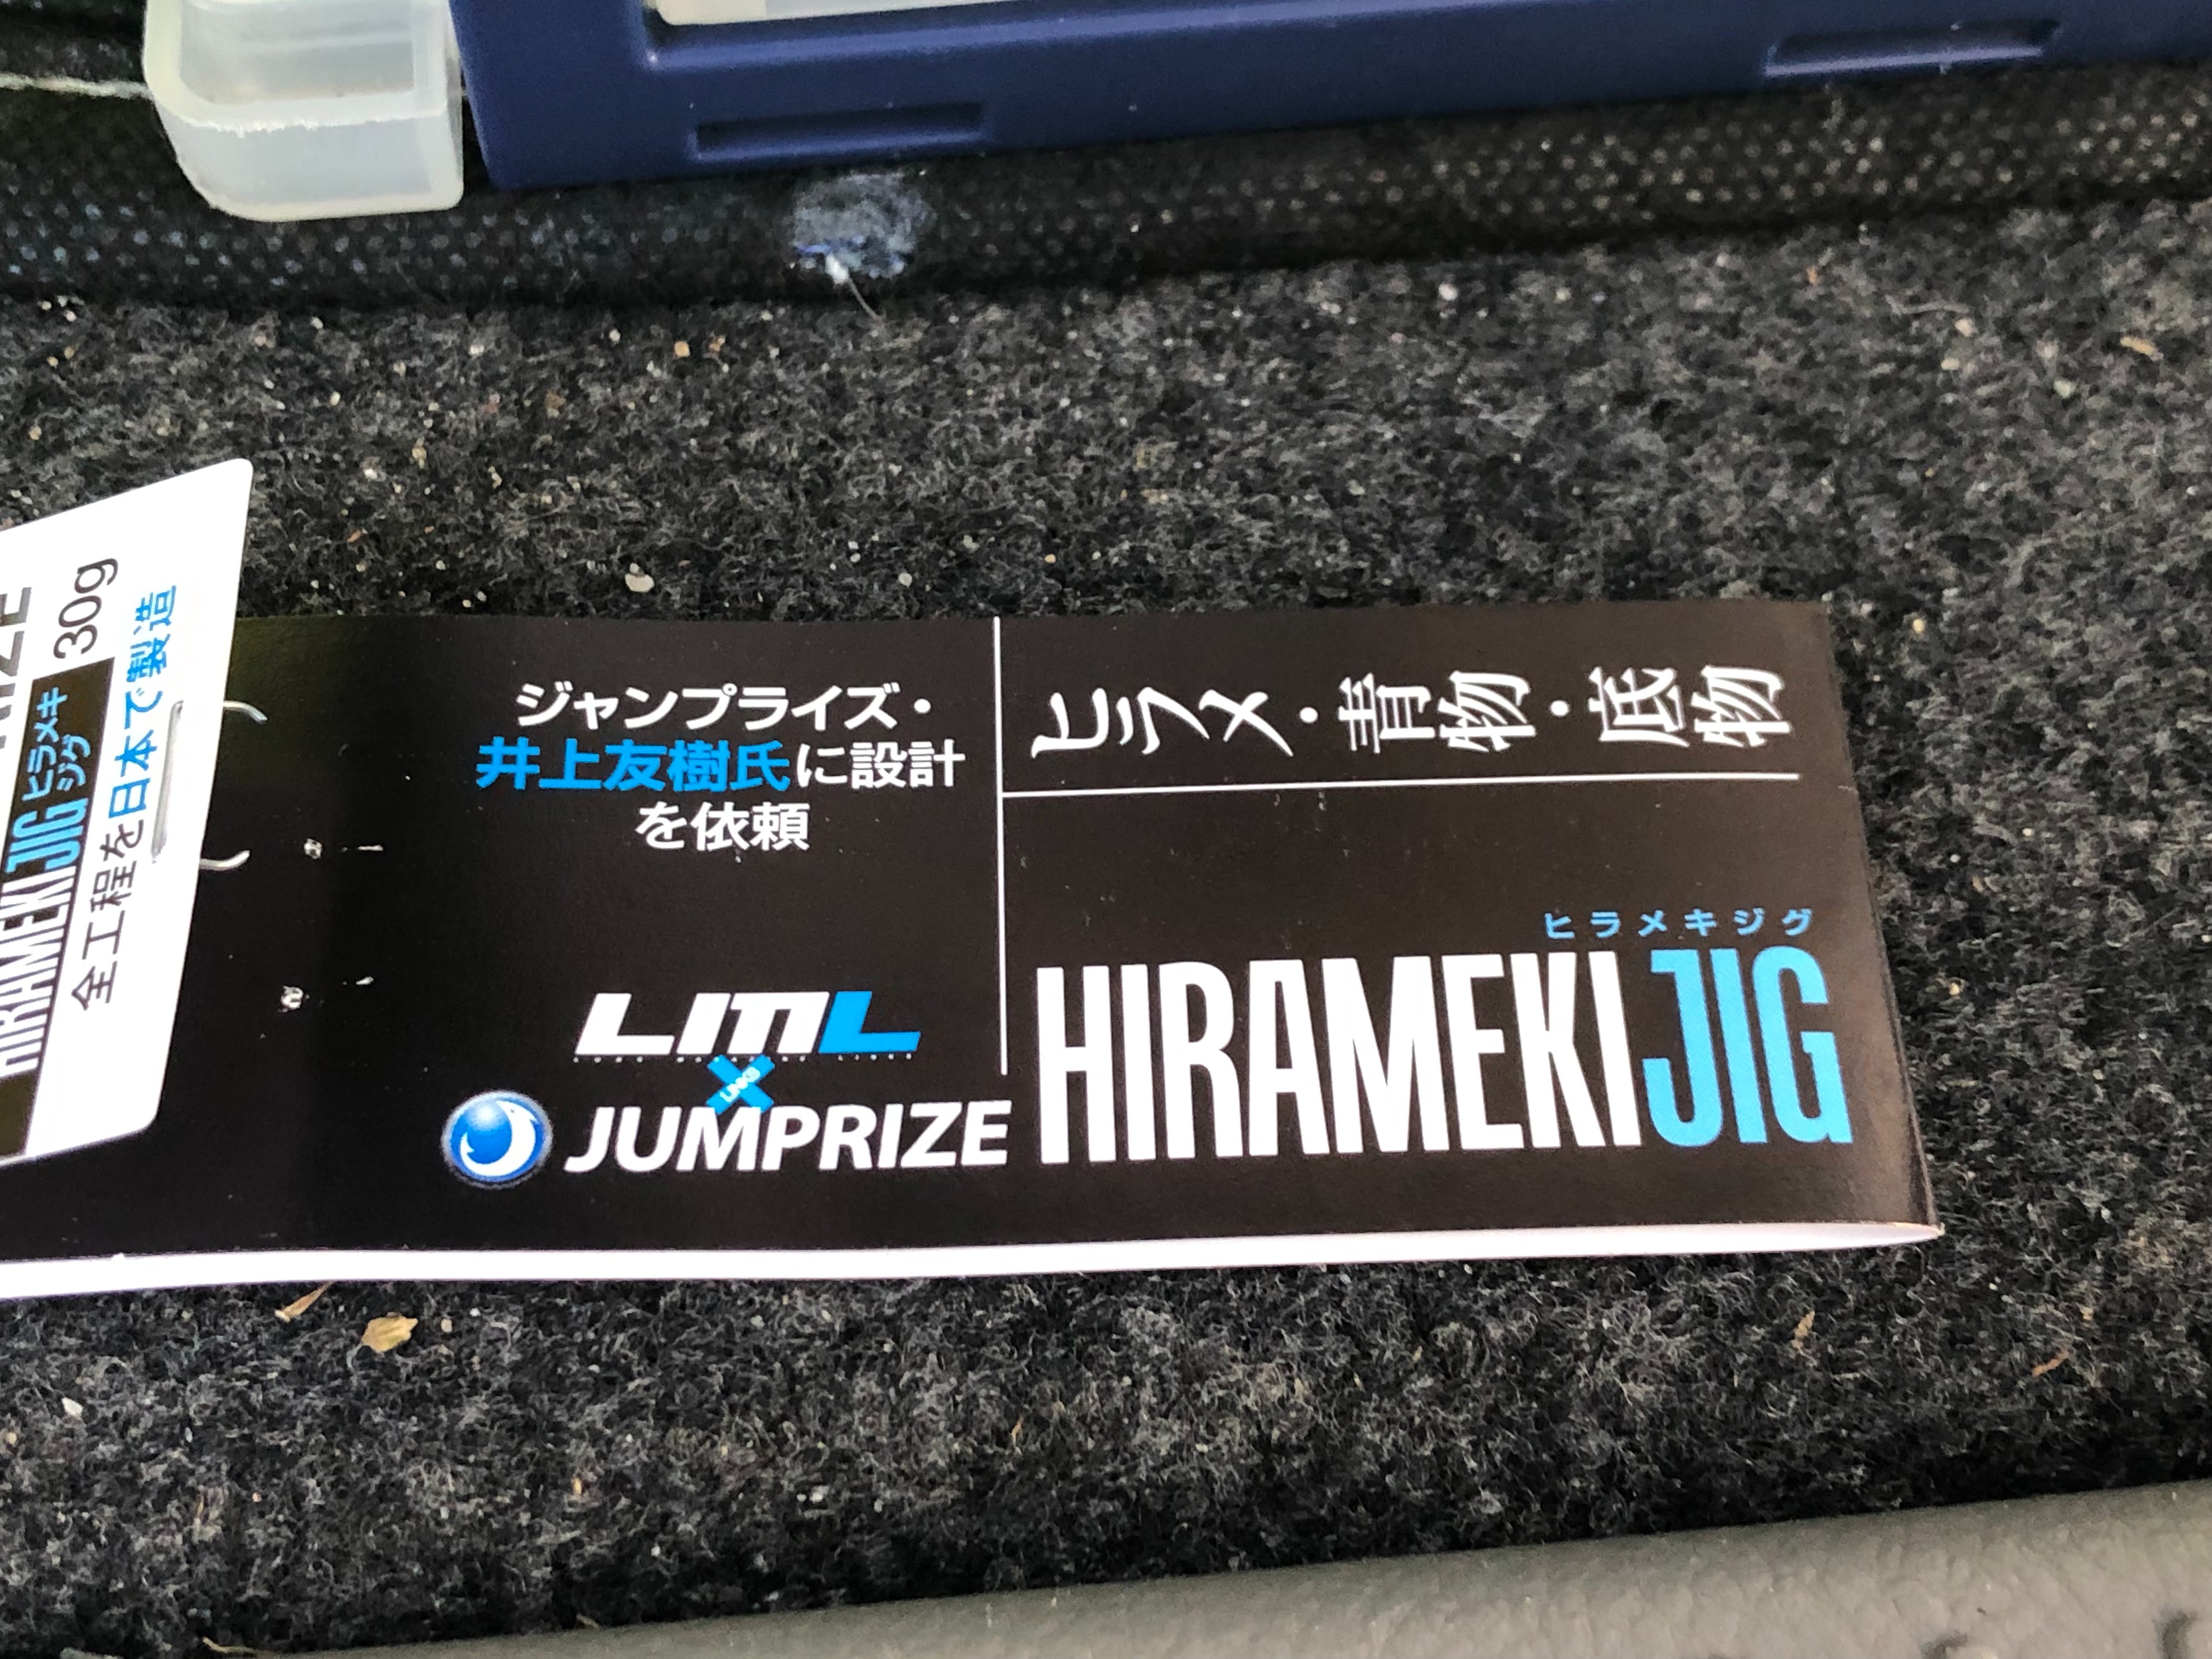 30g
HIRAMEKI JIG ヒラメキ
ジグ
全工程を日本で製造
ジャンプライズ・
井上友樹氏に設計
を依頼
LML
×
LINKS
JUMPRIZE
ヒラメ・青物・底物
ヒラメキジグ
HIRAMEKI JIG